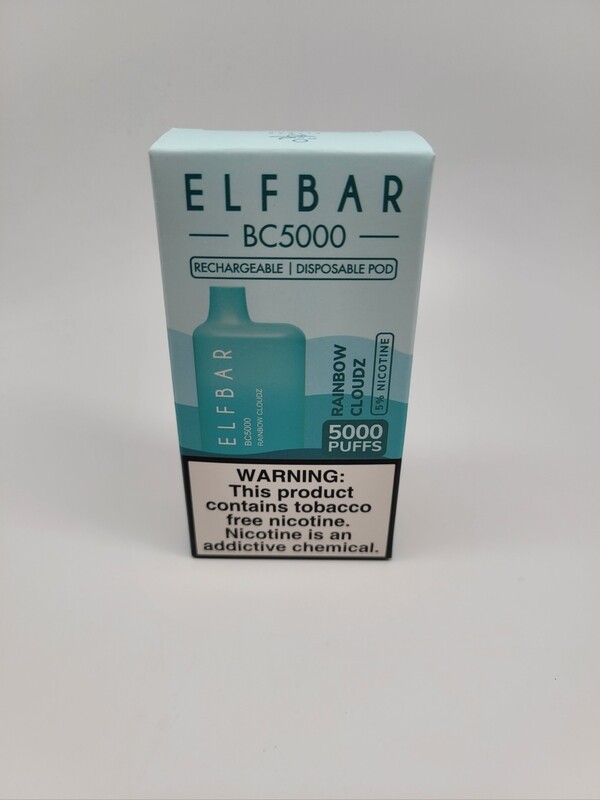 ELFBAR
BC5000
RECHARGEABLE | DISPOSABLE POD
ELFBAR
BC5000
RAINBOW CLOUDZ
RAINBOW
CLOUDZ
5% NICOTINE
5000
PUFFS
WARNING:
This product
contains tobacco
free nicotine.
Nicotine is an
addictive chemical.